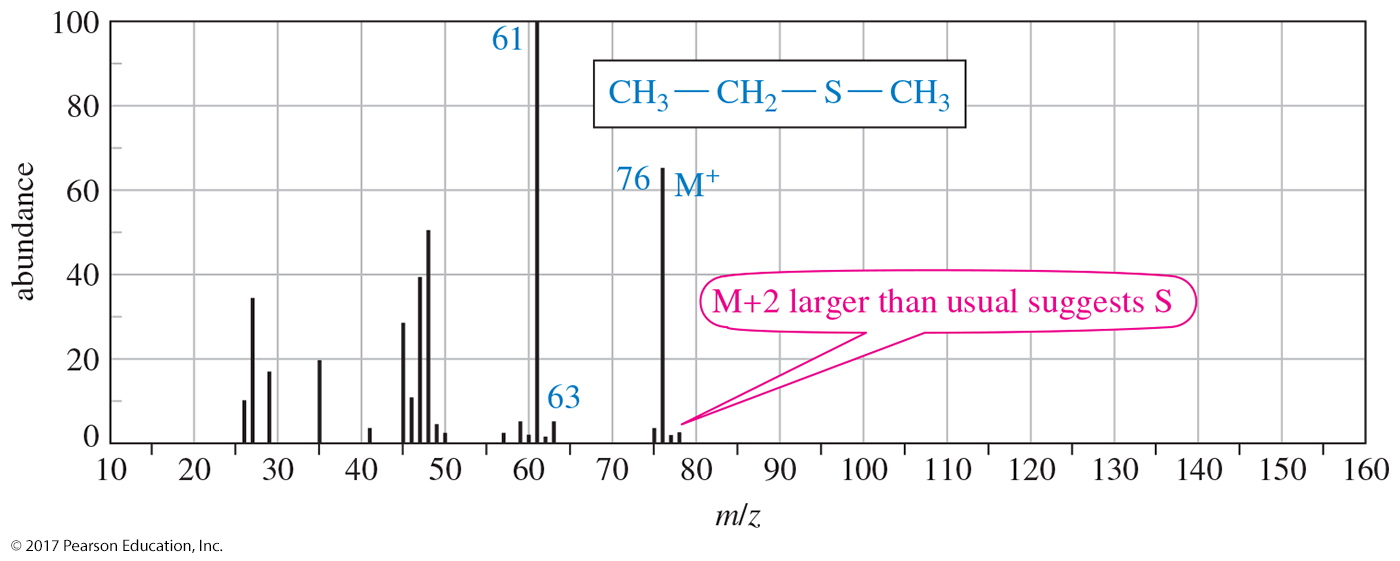 100
80
60
40
20
0
abundance
61
CH₃—CH₂—S—CH₃
76 M⁺
M+2 larger than usual suggests S
63
10 20 30 40 50 60 70 80 90 100 110 120 130 140 150 160
m/z
© 2017 Pearson Education, Inc.